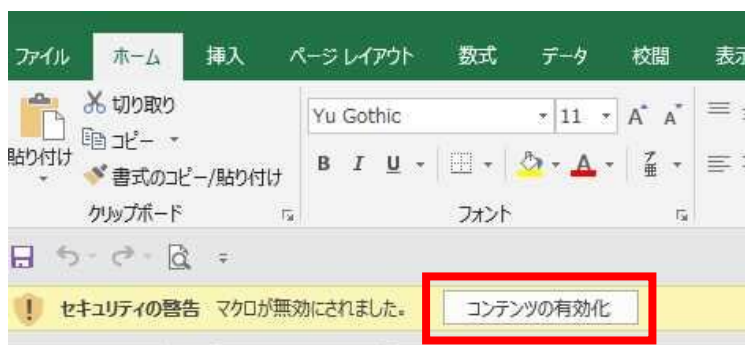 ファイル ホーム 挿入 ページ レイアウト 数式 データ 校閲 表示
切り取り
コピー
貼り付け
書式のコピー/貼り付け
Yu Gothic 11 A A
B I U A ア亜
クリップボード フォント
セキュリティの警告 マクロが無効にされました。 コンテンツの有効化